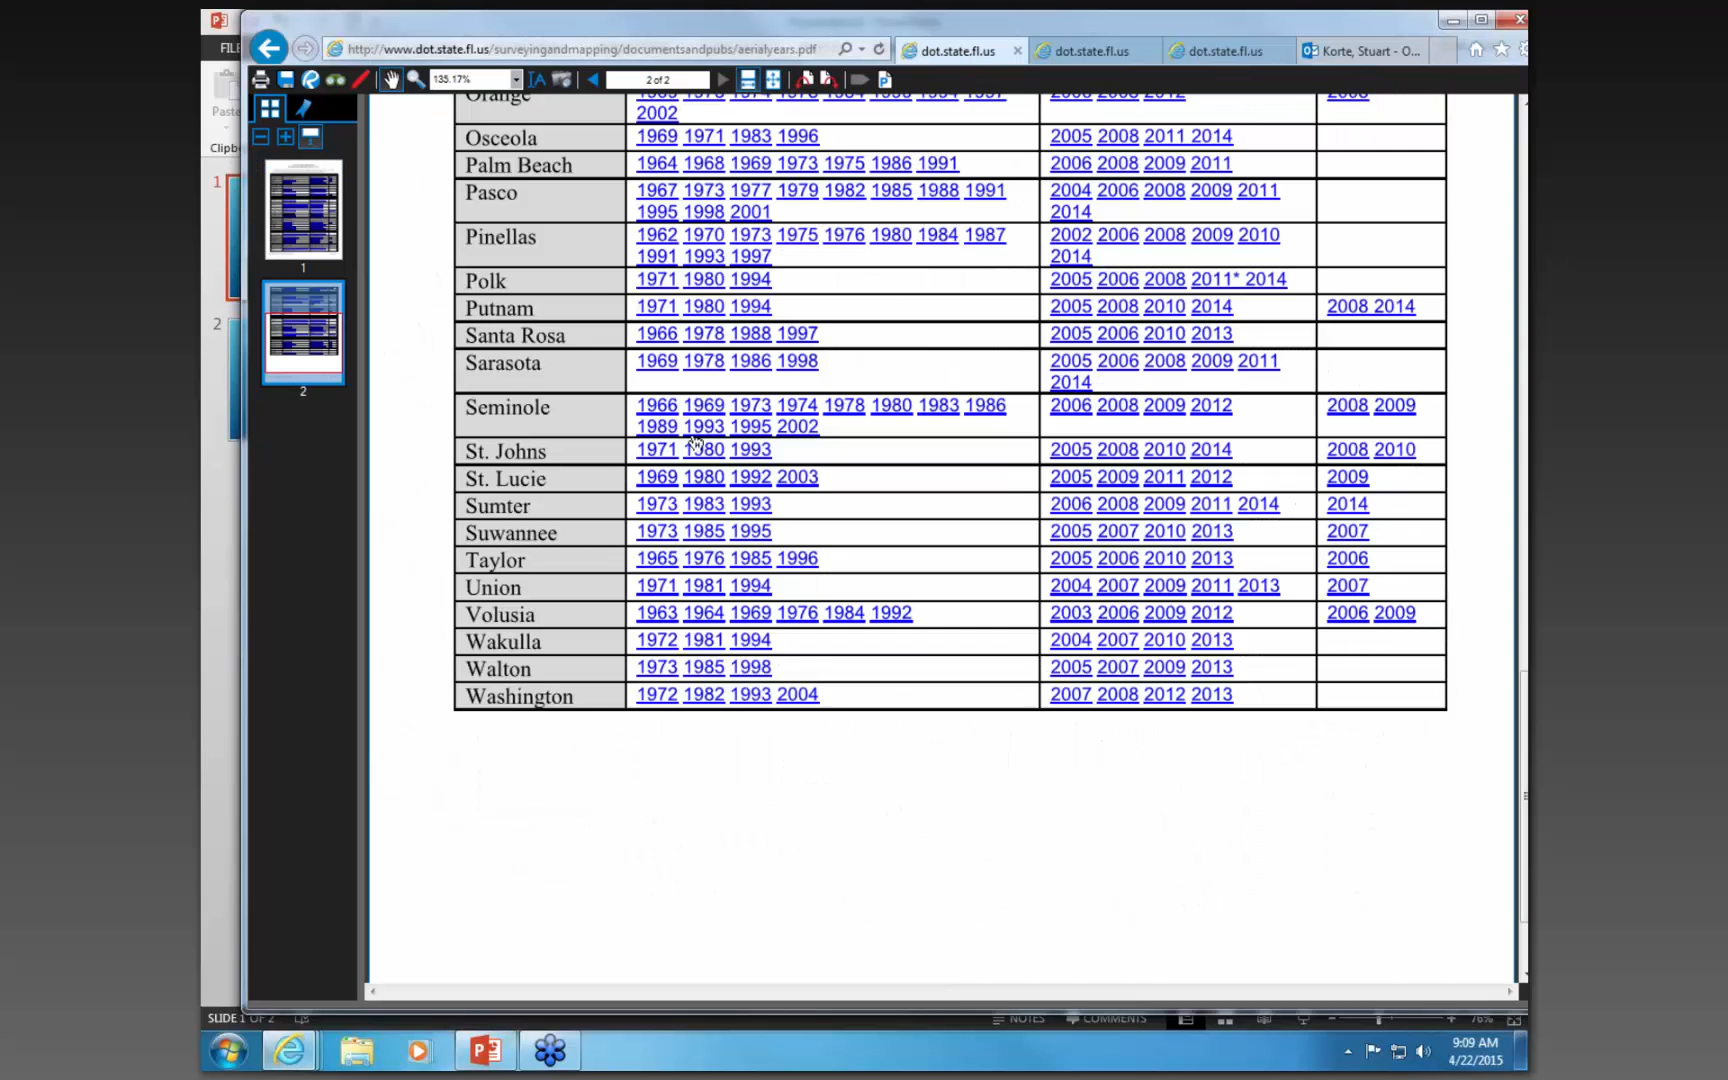 FILE
http://www.dot.state.fl.us/surveyingandmapping/documentsandpubs/aerialyears.pdf
dot.state.fl.us
dot.state.fl.us
dot.state.fl.us
Korte, Stuart - O...
135.17%
2 of 2
Paste
Clipb
1
2
1
2
Orange
2002
Osceola 1969 1971 1983 1996 2005 2008 2011 2014
Palm Beach 1964 1968 1969 1973 1975 1986 1991 2006 2008 2009 2011
Pasco 1967 1973 1977 1979 1982 1985 1988 1991 2004 2006 2008 2009 2011
1995 1998 2001 2014
Pinellas 1962 1970 1973 1975 1976 1980 1984 1987 2002 2006 2008 2009 2010
1991 1993 1997 2014
Polk 1971 1980 1994 2005 2006 2008 2011* 2014
Putnam 1971 1980 1994 2005 2008 2010 2014 2008 2014
Santa Rosa 1966 1978 1988 1997 2005 2006 2010 2013
Sarasota 1969 1978 1986 1998 2005 2006 2008 2009 2011
2014
Seminole 1966 1969 1973 1974 1978 1980 1983 1986 2006 2008 2009 2012 2008 2009
1989 1993 1995 2002
St. Johns 1971 1980 1993 2005 2008 2010 2014 2008 2010
St. Lucie 1969 1980 1992 2003 2005 2009 2011 2012 2009
Sumter 1973 1983 1993 2006 2008 2009 2011 2014 2014
Suwannee 1973 1985 1995 2005 2007 2010 2013 2007
Taylor 1965 1976 1985 1996 2005 2006 2010 2013 2006
Union 1971 1981 1994 2004 2007 2009 2011 2013 2007
Volusia 1963 1964 1969 1976 1984 1992 2003 2006 2009 2012 2006 2009
Wakulla 1972 1981 1994 2004 2007 2010 2013
Walton 1973 1985 1998 2005 2007 2009 2013
Washington 1972 1982 1993 2004 2007 2008 2012 2013
SLIDE 1 OF 2
NOTES
COMMENTS
76%
9:09 AM
4/22/2015